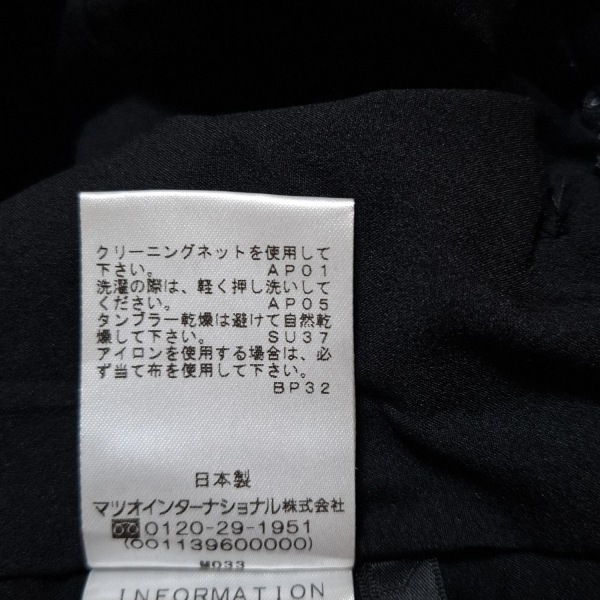 クリーニングネットを使用して
下さい。 AP01
洗濯の際は、軽く押し洗いして
ください。 AP05
タンブラー乾燥は避けて自然乾
燥して下さい。 SU37
アイロンを使用する場合は、必
ず当て布を使用して下さい。
BP32
日本製
マツオインターナショナル株式会社
0120-29-1951
(001139600000)
M033
INFORMATION